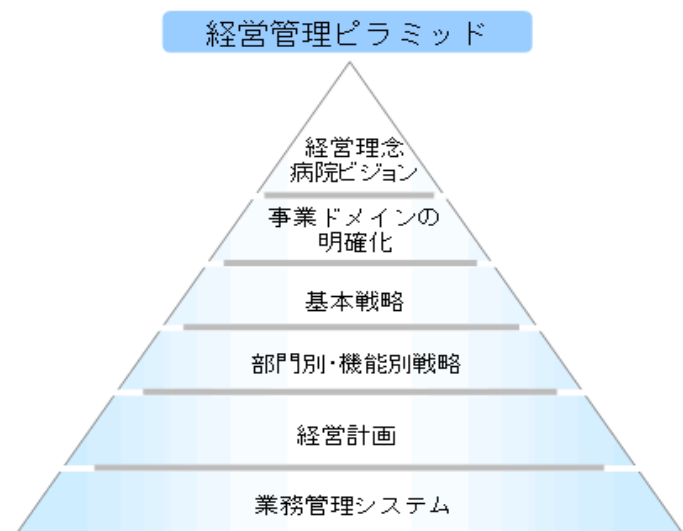 経営管理ピラミッド
経営理念
病院ビジョン
事業ドメインの
明確化
基本戦略
部門別･機能別戦略
経営計画
業務管理システム